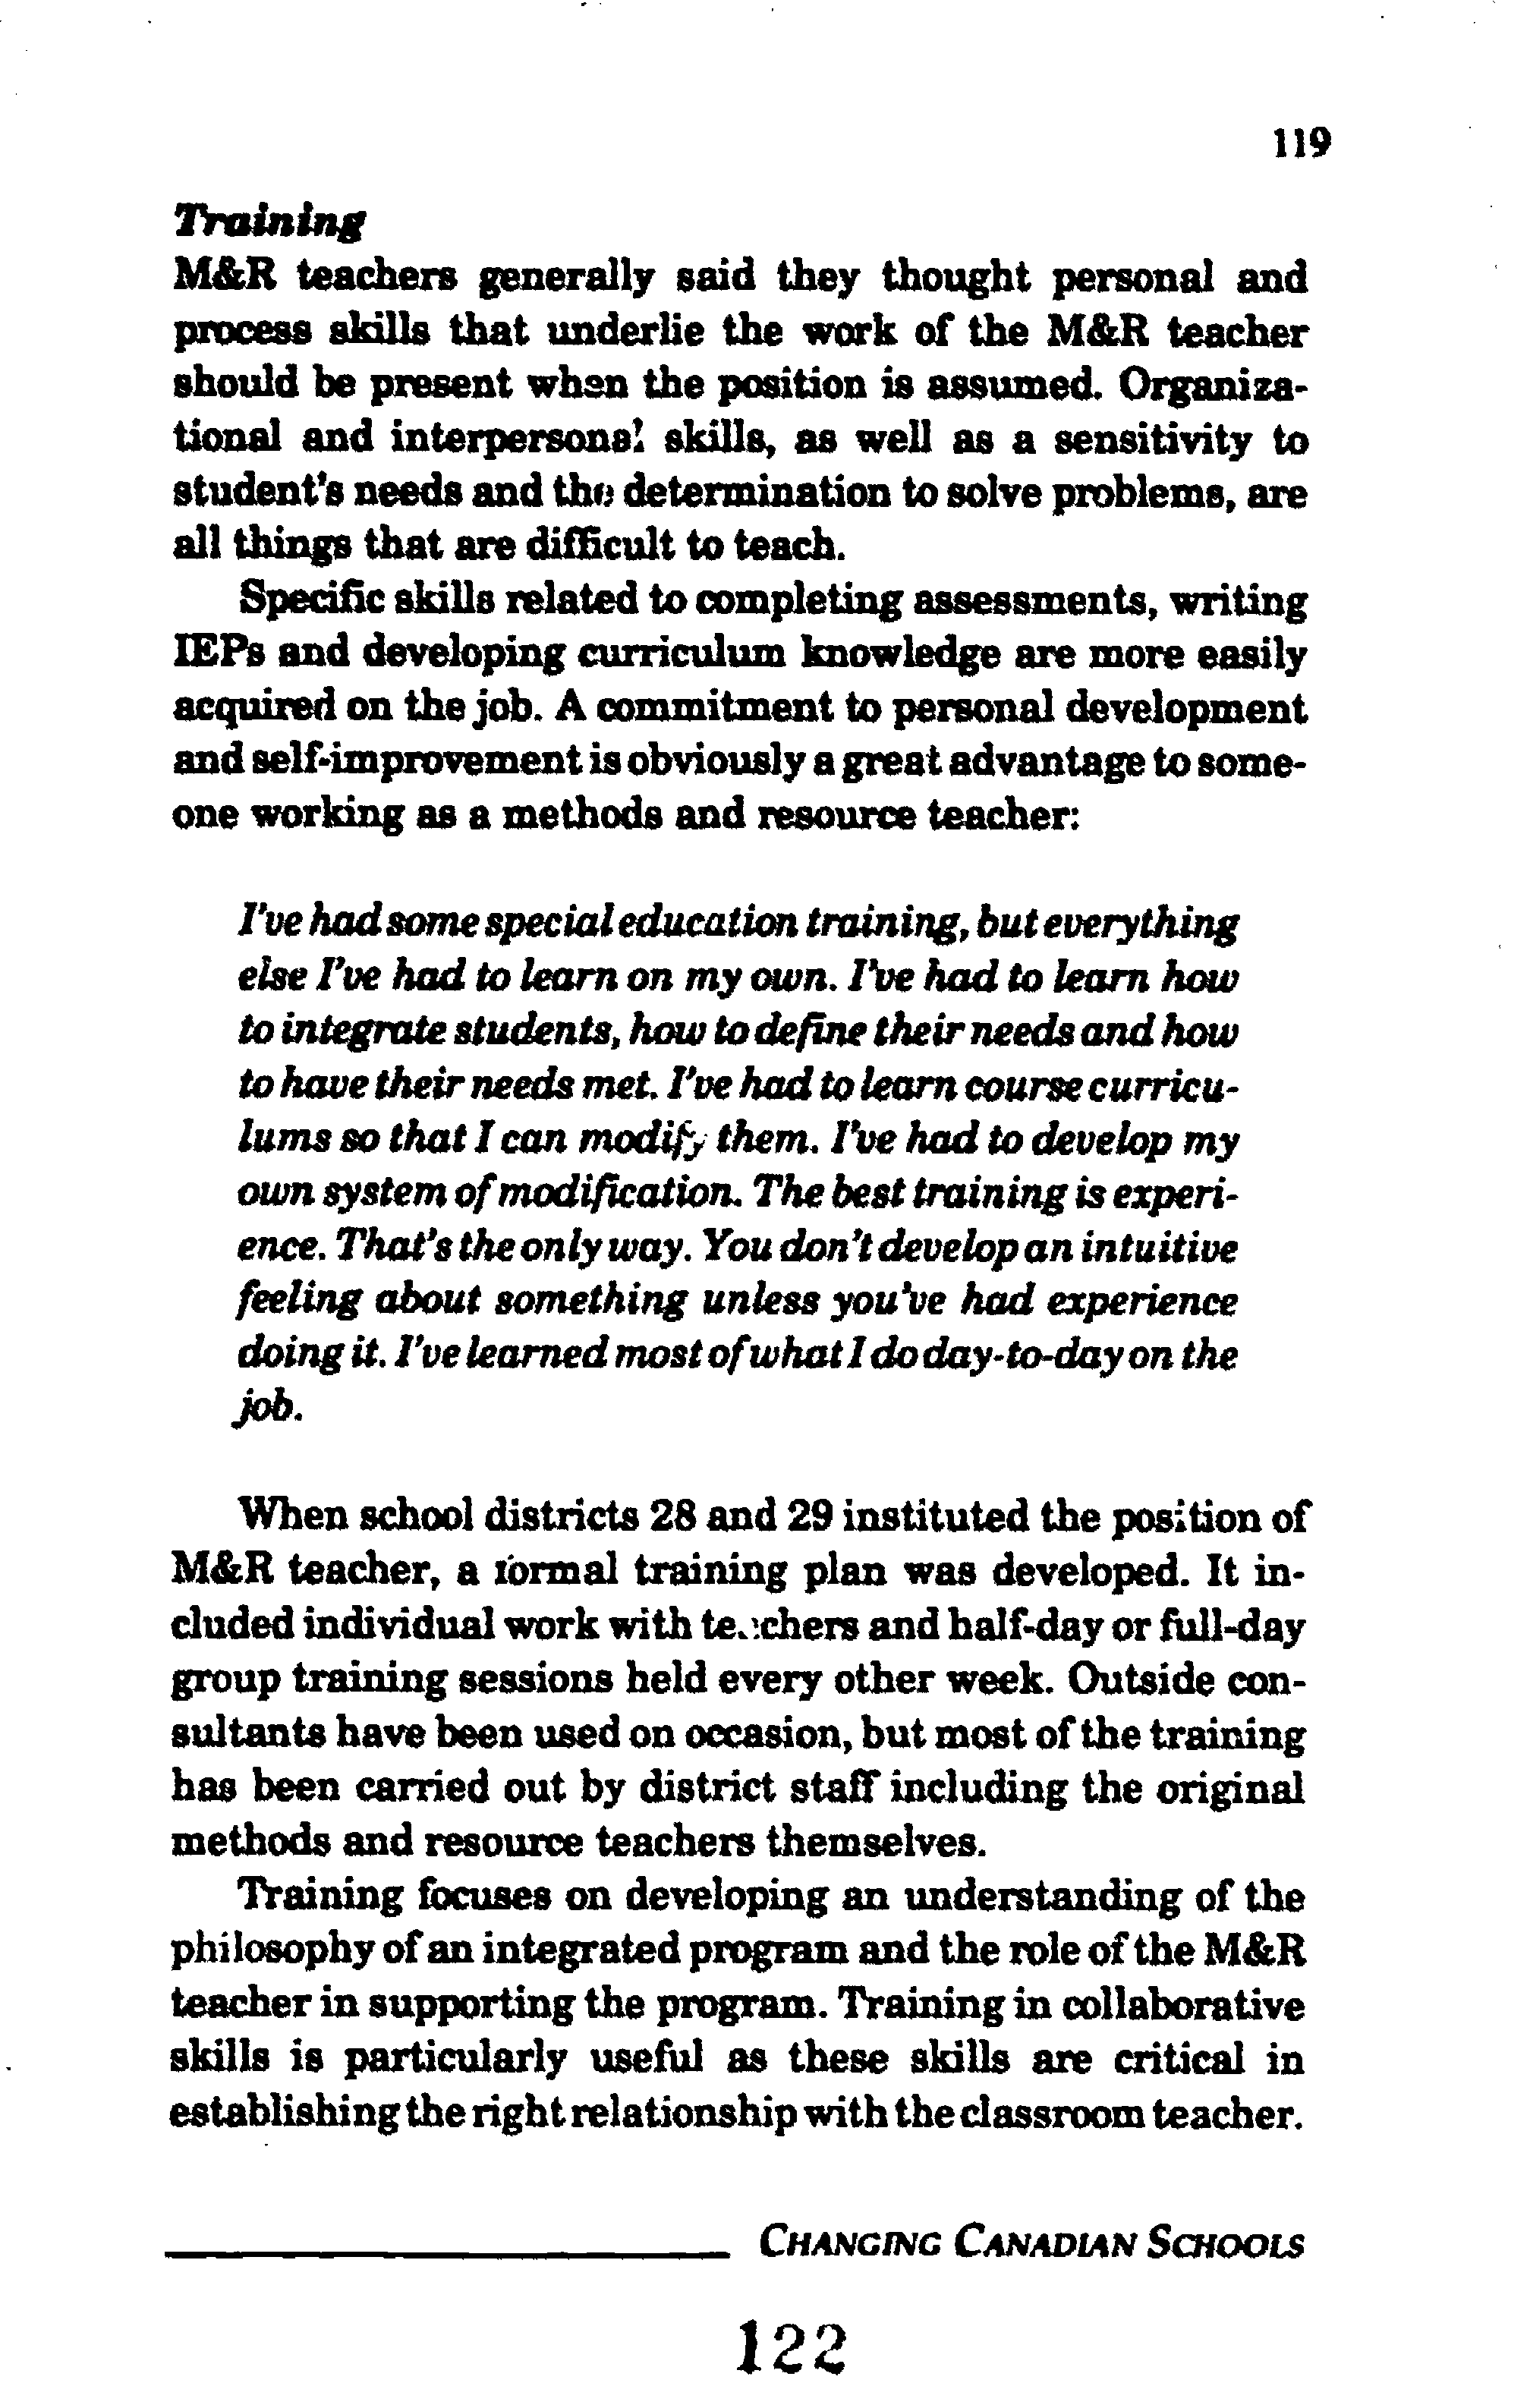 119
Training
M&R teachers generally said they thought personal and
process skills that underlie the work of the M&R teacher
should be present when the position is assumed. Organiza-
tional and interpersonal skills, as well as a sensitivity to
student's needs and the determination to solve problems, are
all things that are difficult to teach.
Specific skills related to completing assessments, writing
IEPs and developing curriculum knowledge are more easily
acquired on the job. A commitment to personal development
and self-improvement is obviously a great advantage to some-
one working as a methods and resource teacher:
I've had some special education training, but everything
else I've had to learn on my own. I've had to learn how
to integrate students, how to define their needs and how
to have their needs met. I've had to learn course curricu-
lums so that I can modify them. I've had to develop my
own system of modification. The best training is experi-
ence. That's the only way. You don't develop an intuitive
feeling about something unless you've had experience
doing it. I've learned most of what I do day-to-day on the
job.
When school districts 28 and 29 instituted the position of
M&R teacher, a formal training plan was developed. It in-
cluded individual work with teachers and half-day or full-day
group training sessions held every other week. Outside con-
sultants have been used on occasion, but most of the training
has been carried out by district staff including the original
methods and resource teachers themselves.
Training focuses on developing an understanding of the
philosophy of an integrated program and the role of the M&R
teacher in supporting the program. Training in collaborative
skills is particularly useful as these skills are critical in
establishing the right relationship with the classroom teacher.
CHANGING CANADIAN SCHOOLS
122